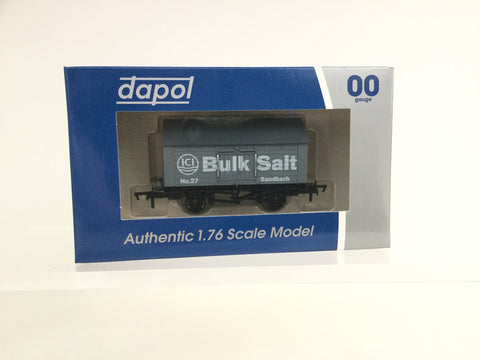 dapol
00
gauge
ICI
Bulk Salt
No.27
Sandbach
Authentic 1.76 Scale Model